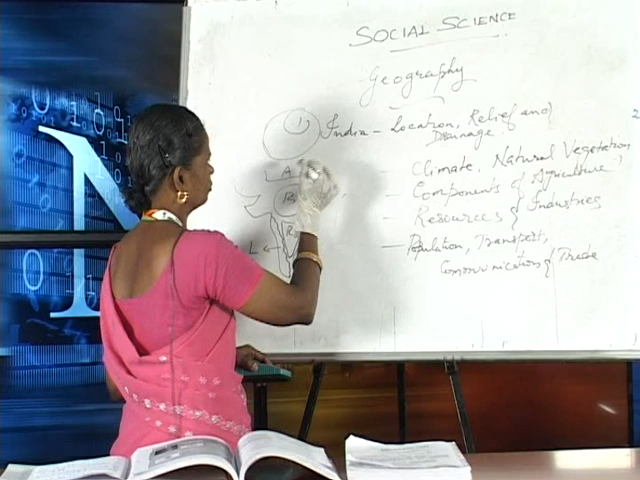 SOCIAL SCIENCE
Geography
India - Location, Relief and
Drainage.
Climate, Natural Vegetation
- Components of Agriculture
- Resources of Industries
- Population, Transport,
Communication of Trade
L A
B
R
L
N
2